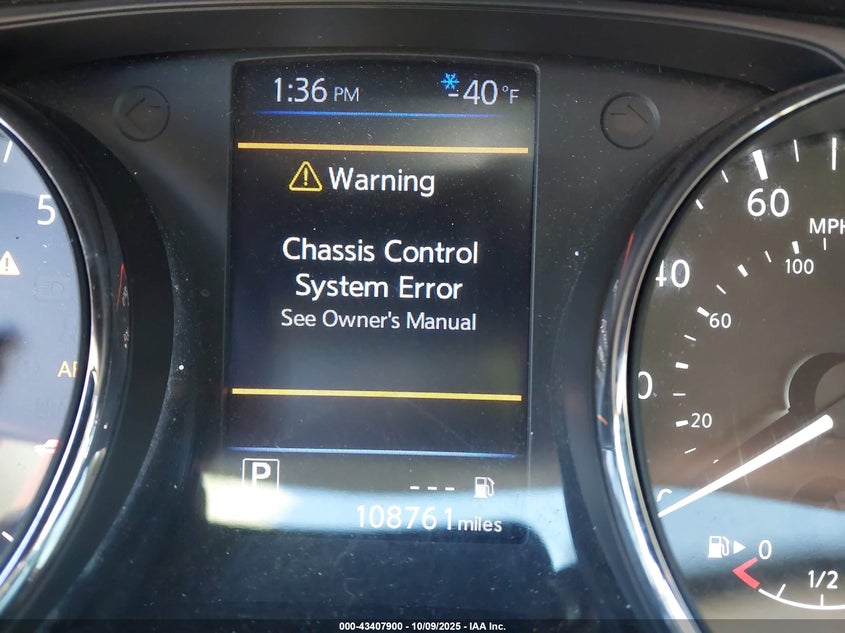 1:36 PM
-40 °F
5
Warning
Chassis Control
System Error
See Owner's Manual
P
- - -
108761 miles
60
MPH
40
100
60
20
0
1/2
000-43407900 - 10/09/2025 - IAA Inc.